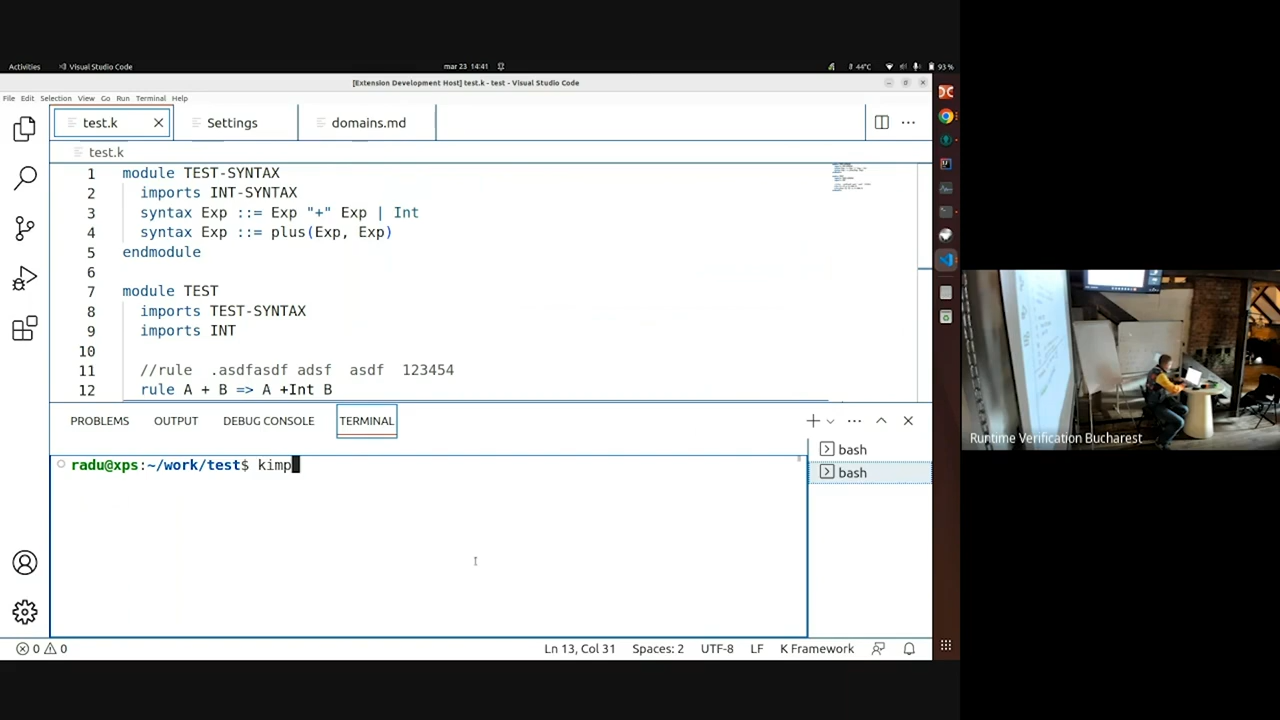 Activities
Visual Studio Code
mar 23 14:41
44°C
93 %
[Extension Development Host] test.k - test - Visual Studio Code
File Edit Selection View Go Run Terminal Help
test.k
Settings
domains.md
test.k
1 module TEST-SYNTAX
2 imports INT-SYNTAX
3 syntax Exp ::= Exp "+" Exp | Int
4 syntax Exp ::= plus(Exp, Exp)
5 endmodule
6
7 module TEST
8 imports TEST-SYNTAX
9 imports INT
10
11 //rule .asdfasdf adsf asdf 123454
12 rule A + B => A +Int B
PROBLEMS OUTPUT DEBUG CONSOLE TERMINAL
bash
radu@xps:~/work/test$ kimp
bash
0 0
Ln 13, Col 31 Spaces: 2 UTF-8 LF K Framework
Runtime Verification Bucharest